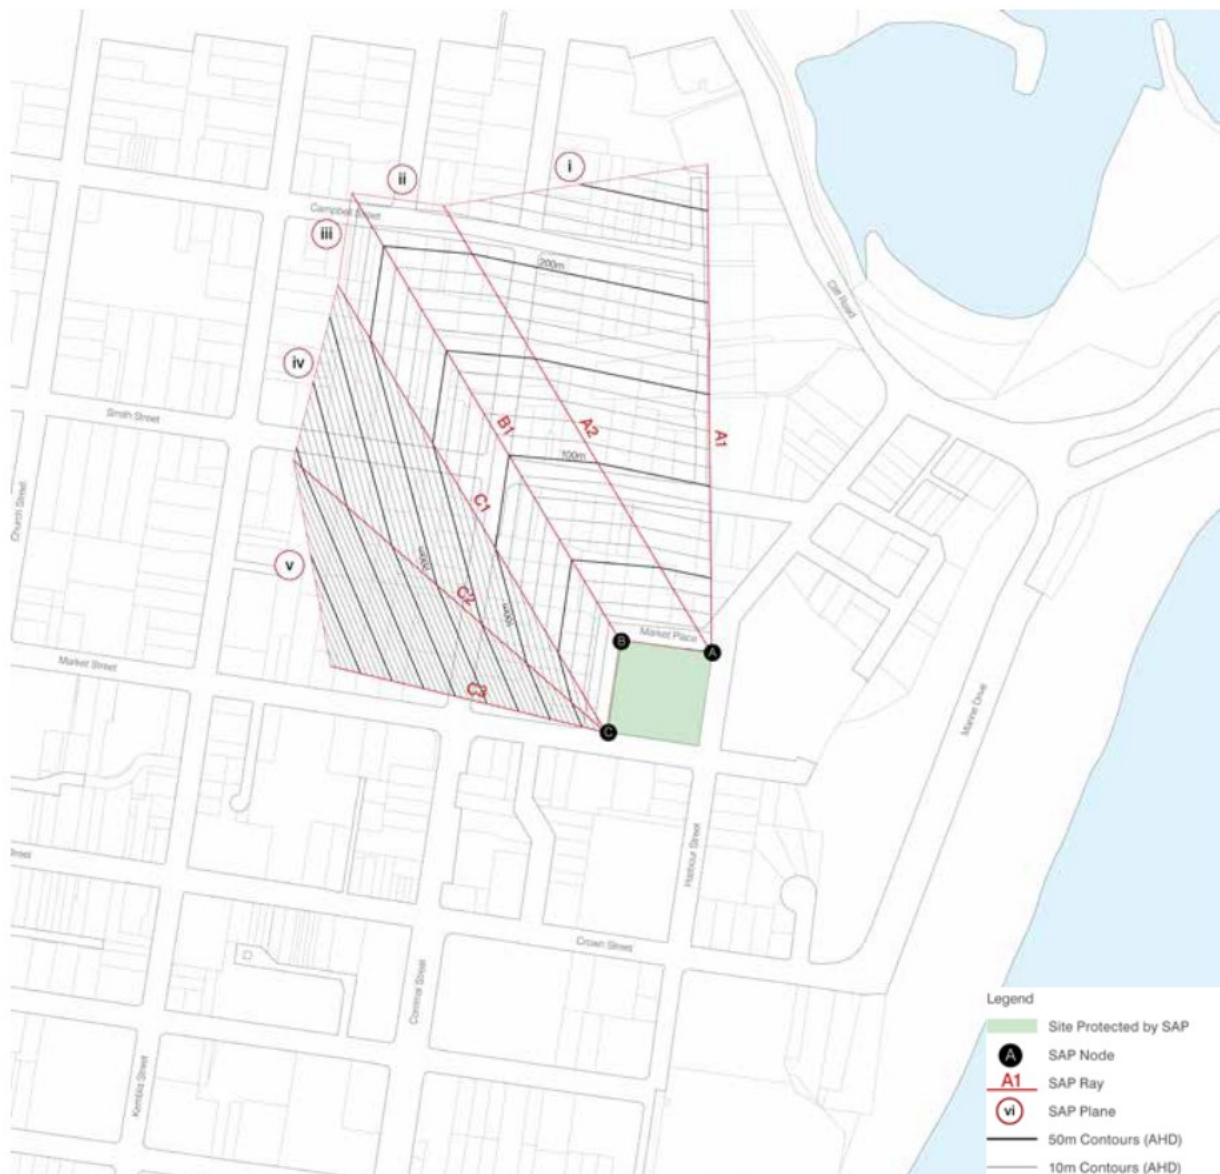 i
ii
Campbell Street
iii
200m
Cliff Road
iv
Smith Street
B1
A2
A1
100m
C1
Church Street
v
C2
Market Place
B
A
Market Street
C3
C
Marine Drive
Harbour Street
Street
Crown Street
Corrimal Street
Kembla Street
Legend
Site Protected by SAP
A SAP Node
A1 SAP Ray
vi SAP Plane
50m Contours (AHD)
10m Contours (AHD)